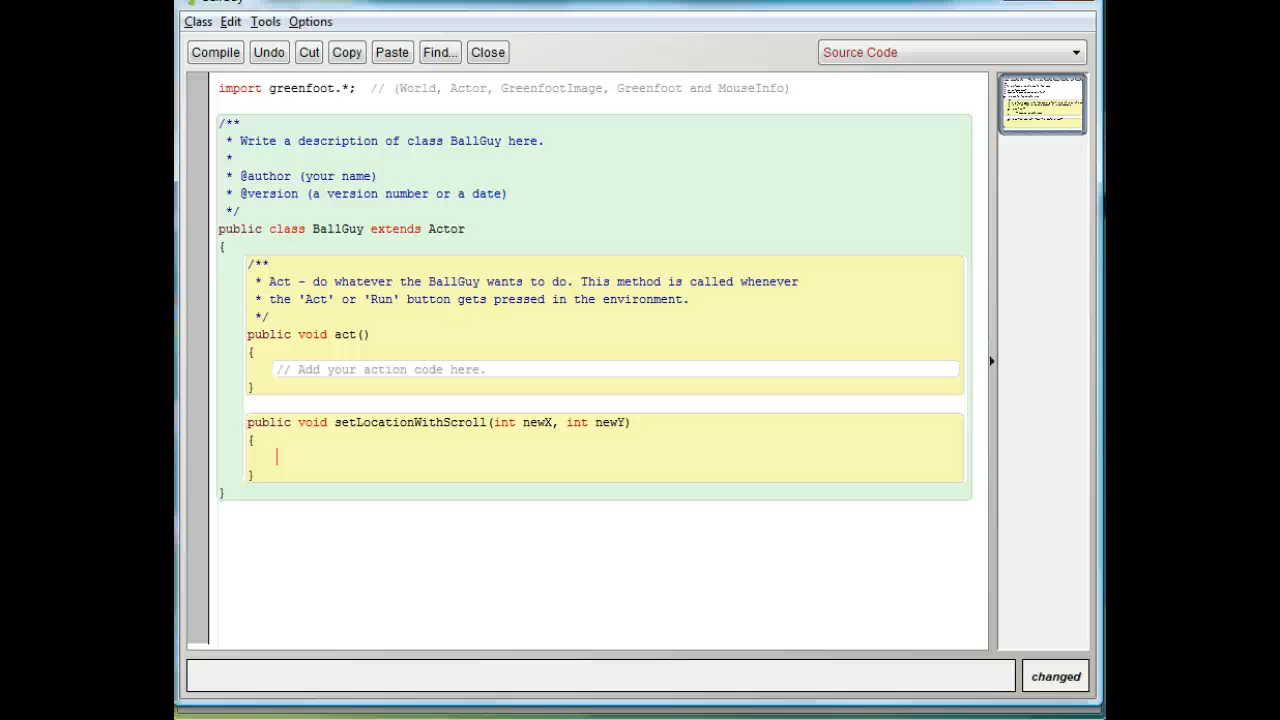 Class Edit Tools Options
Compile Undo Cut Copy Paste Find... Close Source Code
import greenfoot.*;  // (World, Actor, GreenfootImage, Greenfoot and MouseInfo)
/**
 * Write a description of class BallGuy here.
 *
 * @author (your name)
 * @version (a version number or a date)
 */
public class BallGuy extends Actor
{
    /**
     * Act - do whatever the BallGuy wants to do. This method is called whenever
     * the 'Act' or 'Run' button gets pressed in the environment.
     */
    public void act()
    {
        // Add your action code here.
    }
    public void setLocationWithScroll(int newX, int newY)
    {
    }
}
changed